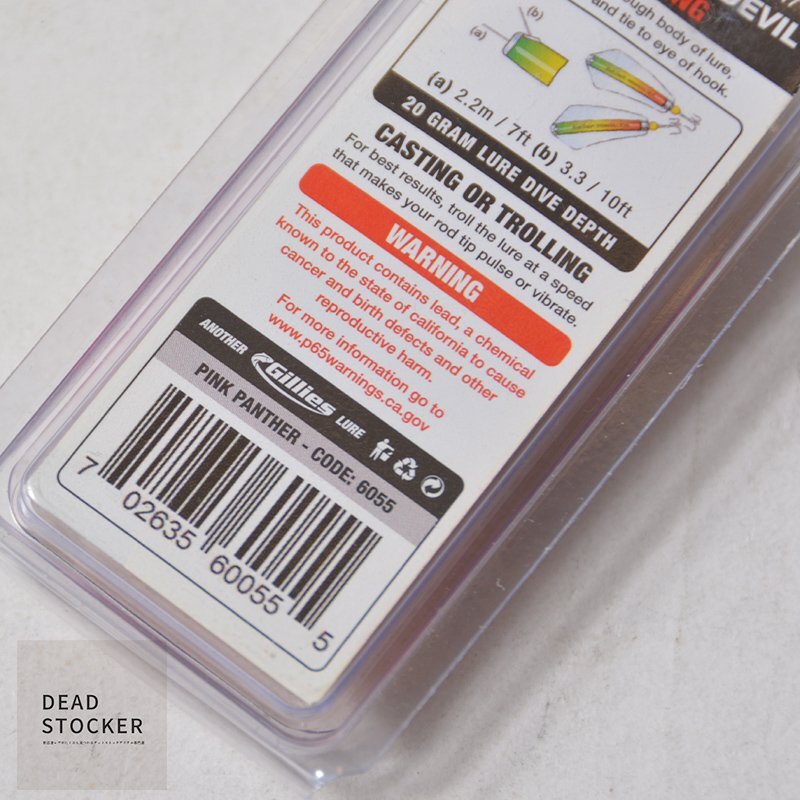 DEVIL
through body of lure,
and tie to eye of hook.
(b)
(a)
(a) 2.2m / 7ft (b) 3.3 / 10ft
20 GRAM LURE DIVE DEPTH
CASTING OR TROLLING
For best results, troll the lure at a speed
that makes your rod tip pulse or vibrate.
WARNING
This product contains lead, a chemical
known to the state of california to cause
cancer and birth defects and other
reproductive harm.
For more information go to
www.p65warnings.ca.gov
ANOTHER Gillies LURE
PINK PANTHER - CODE: 6055
7 02635 60055 5
DEAD
STOCKER